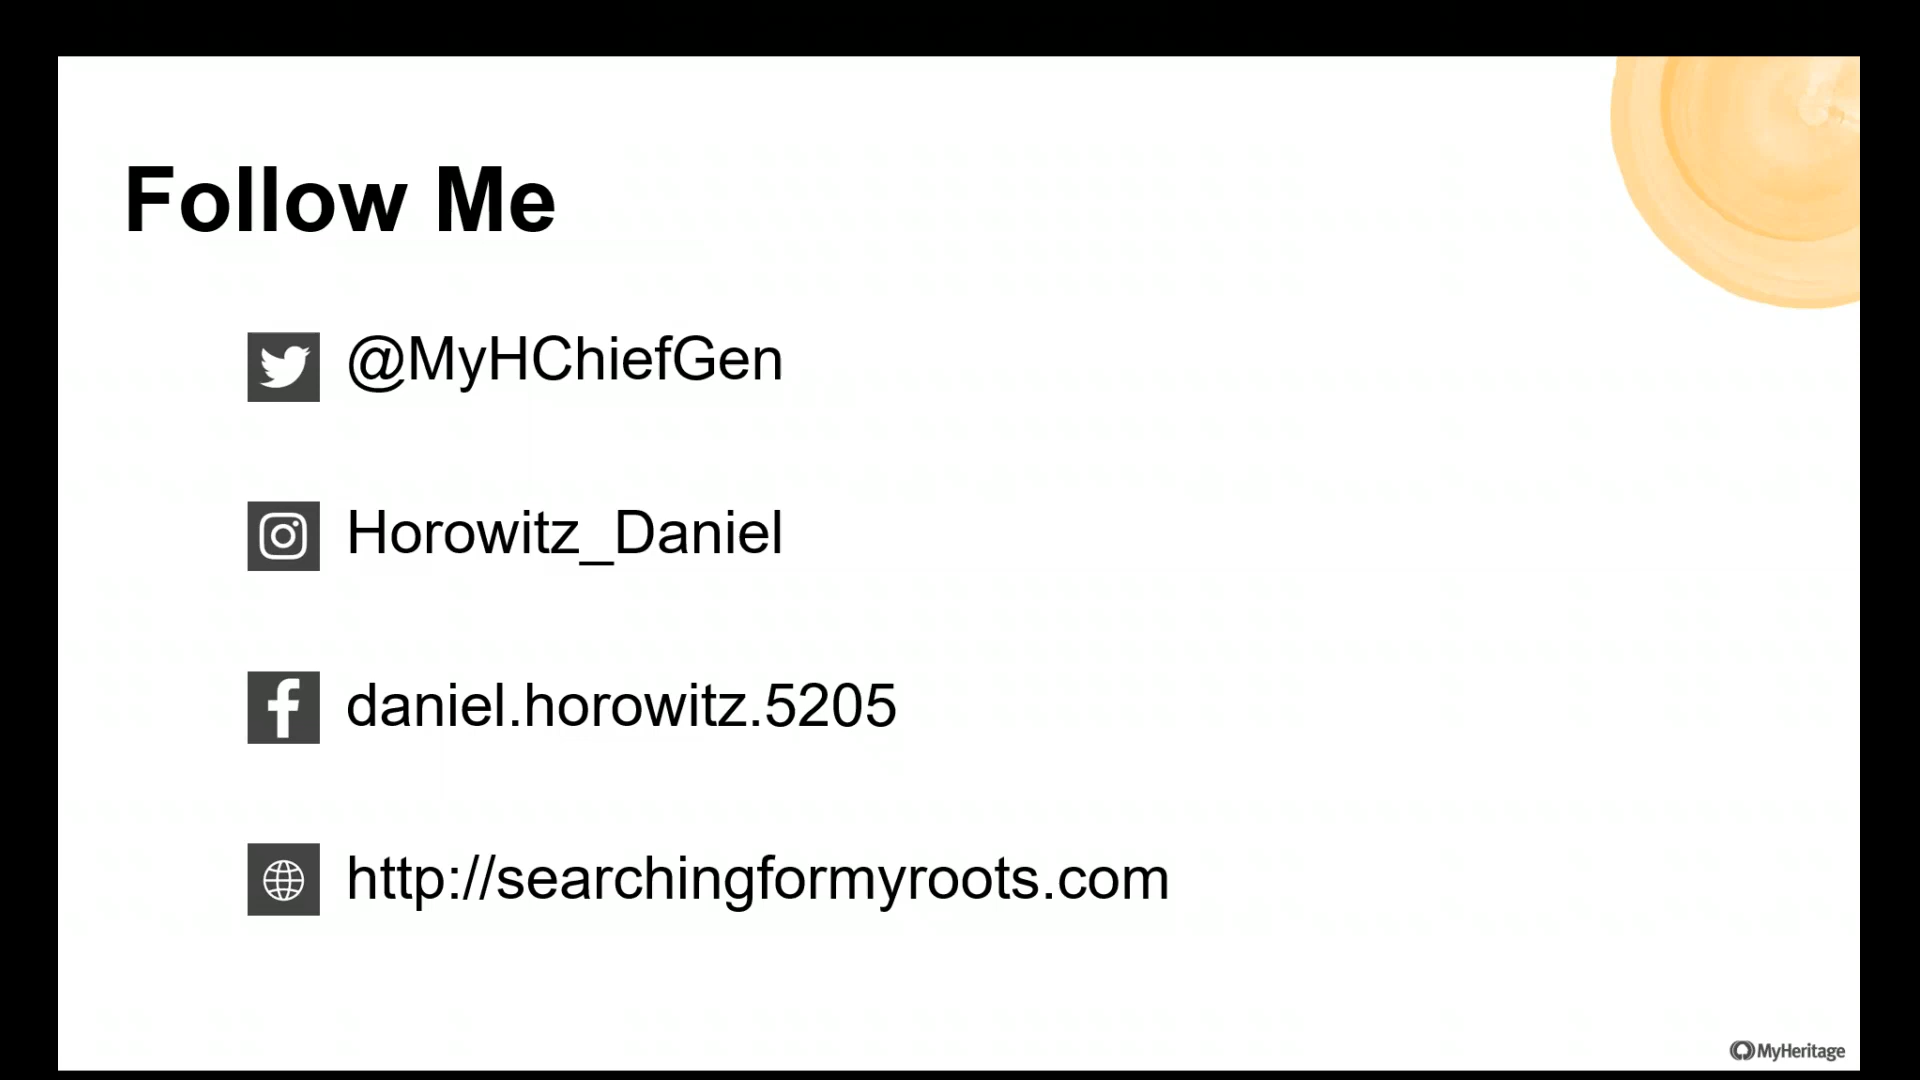 Follow Me
@MyHChiefGen
Horowitz_Daniel
daniel.horowitz.5205
http://searchingformyroots.com
MyHeritage